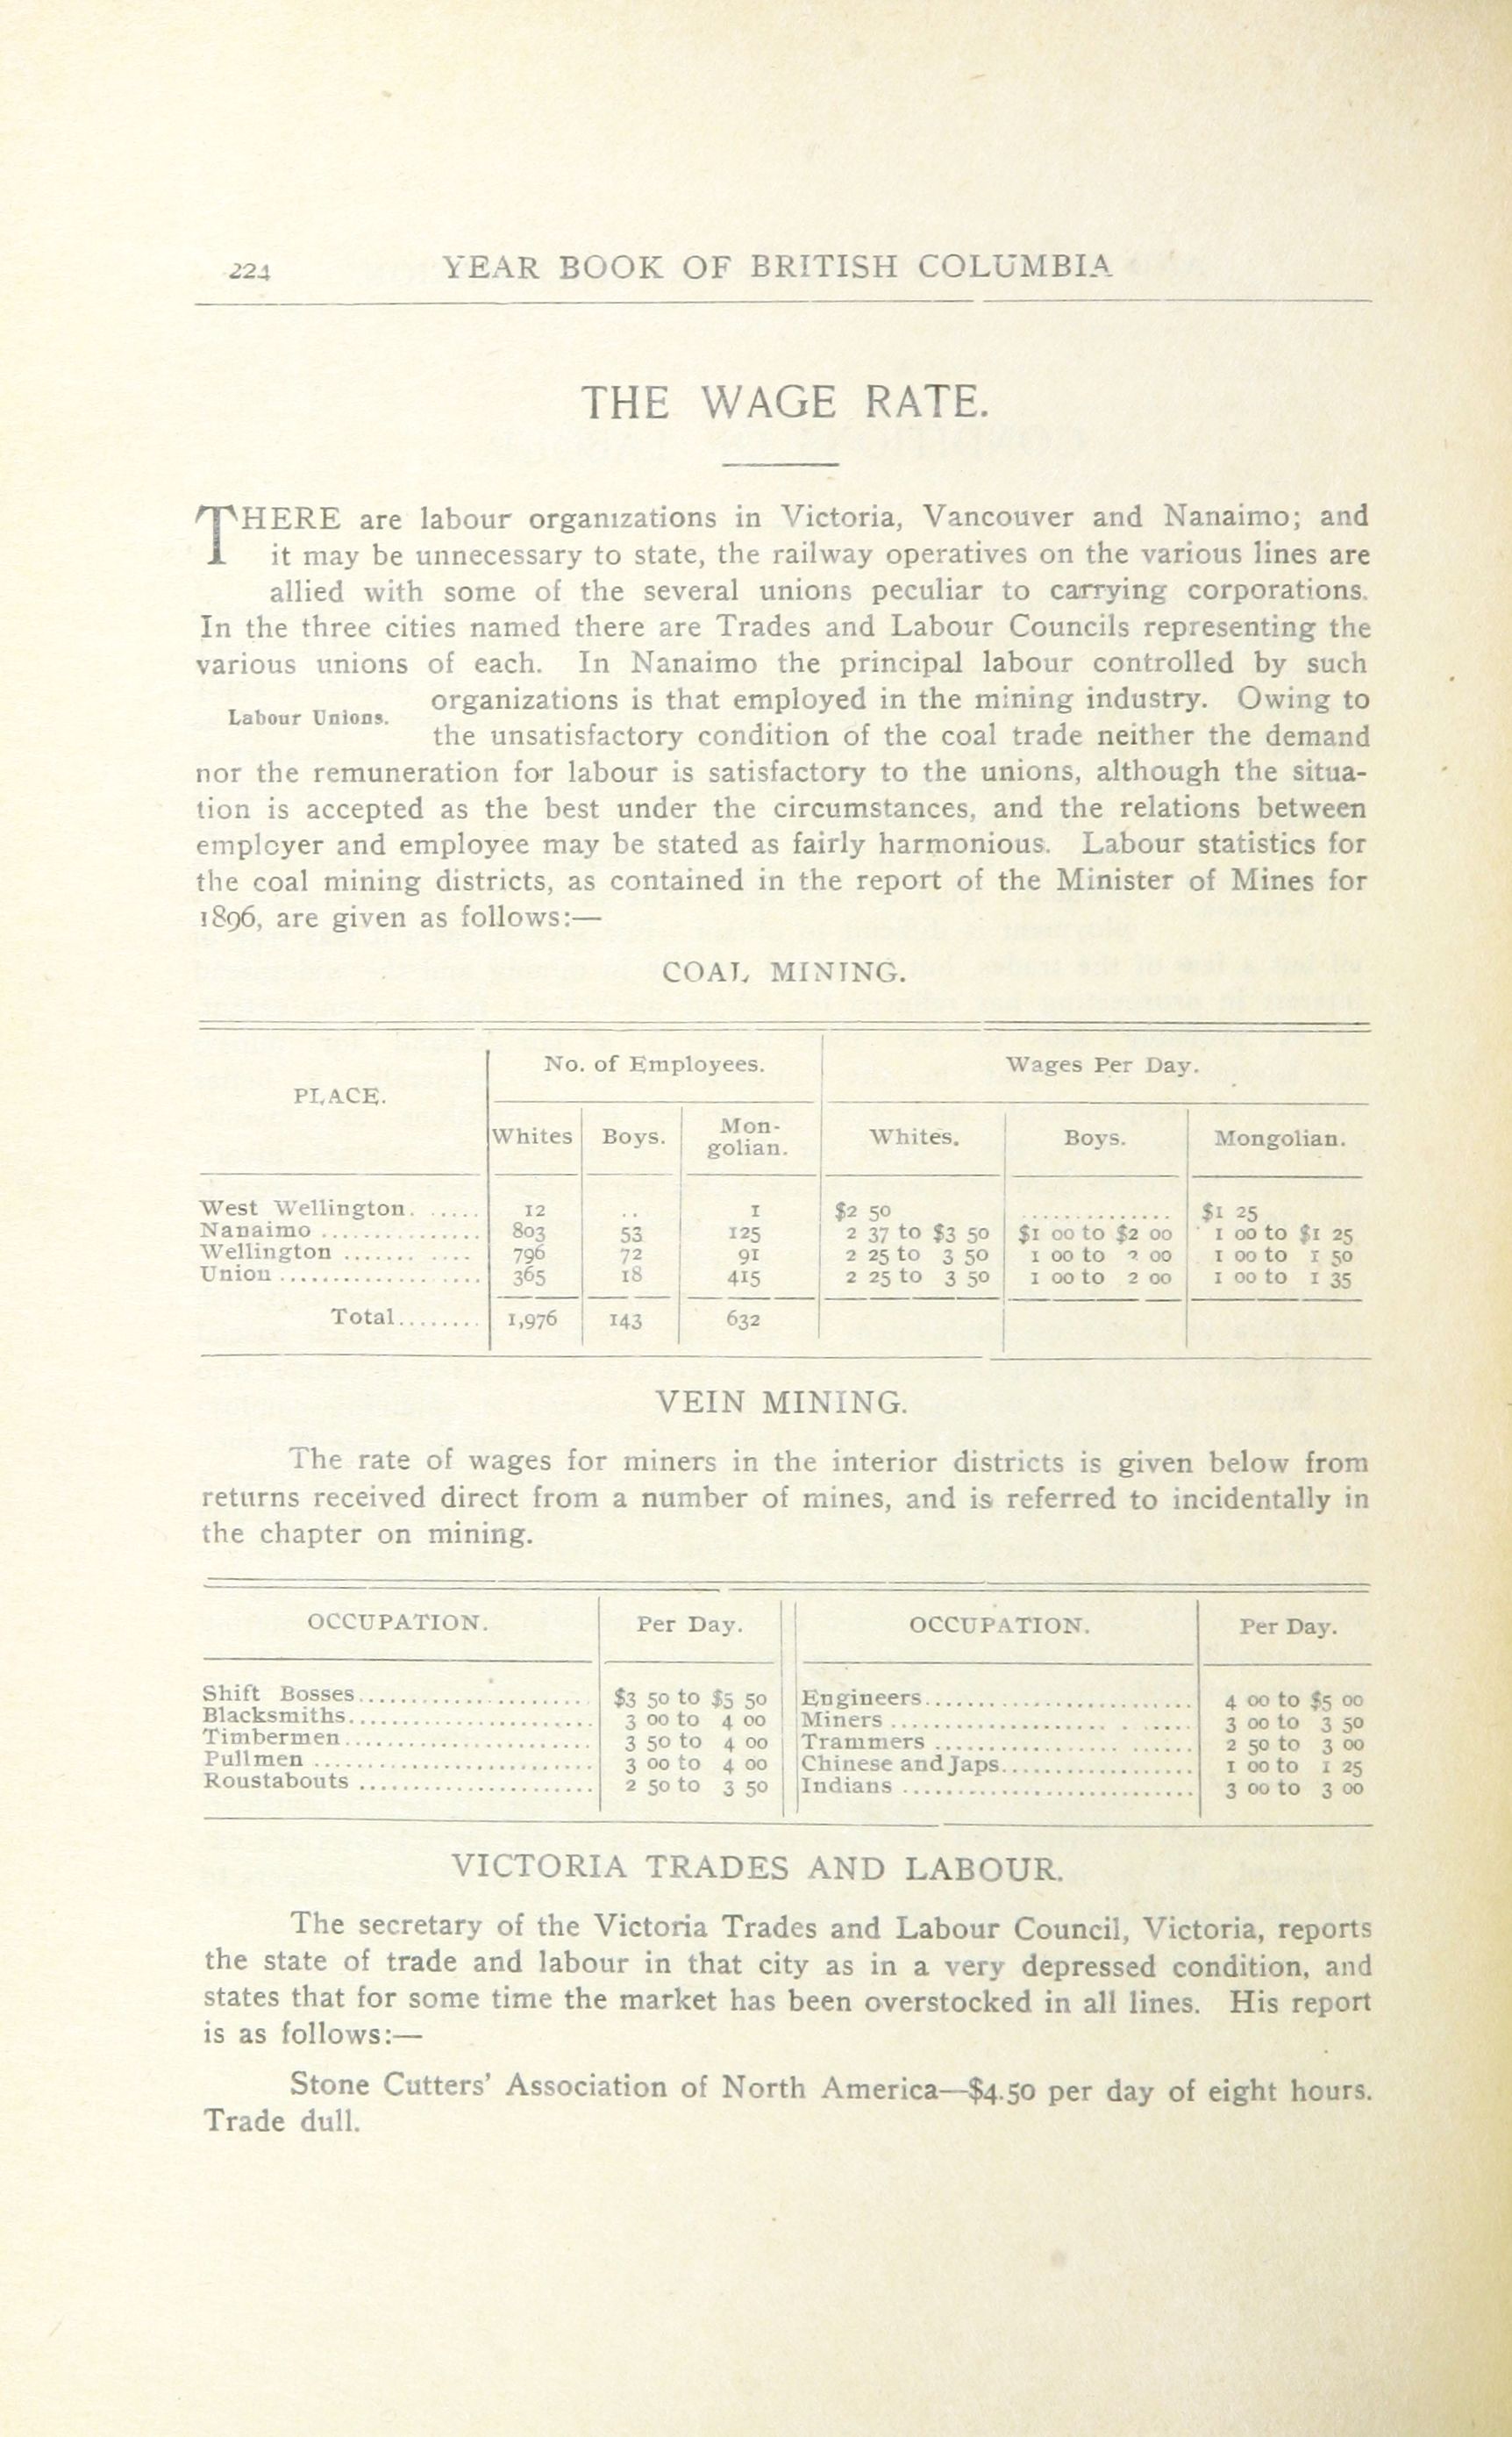 224 YEAR BOOK OF BRITISH COLUMBIA
THE WAGE RATE.
THERE are labour organizations in Victoria, Vancouver and Nanaimo; and
it may be unnecessary to state, the railway operatives on the various lines are
allied with some of the several unions peculiar to carrying corporations.
In the three cities named there are Trades and Labour Councils representing the
various unions of each. In Nanaimo the principal labour controlled by such
organizations is that employed in the mining industry. Owing to
Labour Unions.
the unsatisfactory condition of the coal trade neither the demand
nor the remuneration for labour is satisfactory to the unions, although the situa-
tion is accepted as the best under the circumstances, and the relations between
employer and employee may be stated as fairly harmonious. Labour statistics for
the coal mining districts, as contained in the report of the Minister of Mines for
1896, are given as follows:—
COAL MINING.
PLACE. No. of Employees. Wages Per Day.
Whites Boys. Mon-golian. Whites. Boys. Mongolian.
West Wellington. ..... 12 .. 1 $2 50 .............. $1 25
Nanaimo ............... 803 53 125 2 37 to $3 50 $1 00 to $2 00 1 00 to $1 25
Wellington ....... .... 796 72 91 2 25 to 3 50 1 00 to 2 00 1 00 to 1 50
Union ................... 365 18 415 2 25 to 3 50 1 00 to 2 00 1 00 to 1 35
Total........ 1,976 143 632
VEIN MINING.
The rate of wages for miners in the interior districts is given below from
returns received direct from a number of mines, and is referred to incidentally in
the chapter on mining.
OCCUPATION. Per Day. OCCUPATION. Per Day.
Shift Bosses...................... $3 50 to $5 50 Engineers.......................... 4 00 to $5 00
Blacksmiths........................ 3 00 to 4 00 Miners ............................ 3 00 to 3 50
Timbermen........................ 3 50 to 4 00 Trammers ........................ 2 50 to 3 00
Pullmen ........................... 3 00 to 4 00 Chinese and Japs................... 1 00 to 1 25
Roustabouts ....................... 2 50 to 3 50 Indians ............................ 3 00 to 3 00
VICTORIA TRADES AND LABOUR.
The secretary of the Victoria Trades and Labour Council, Victoria, reports
the state of trade and labour in that city as in a very depressed condition, and
states that for some time the market has been overstocked in all lines. His report
is as follows:—
Stone Cutters' Association of North America—$4.50 per day of eight hours.
Trade dull.